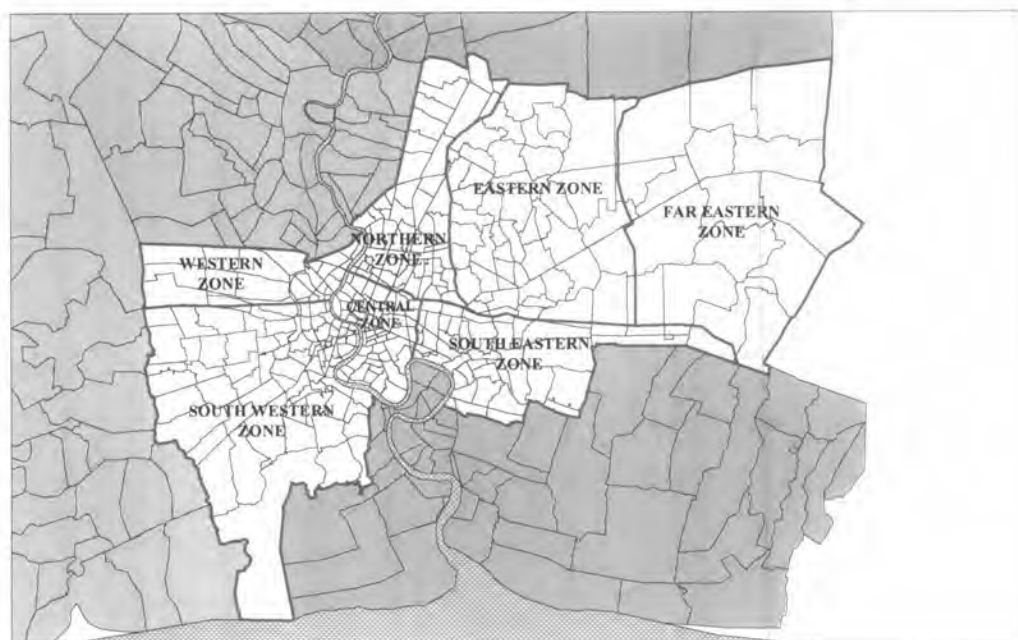 EASTERN ZONE
FAR EASTERN
ZONE
NORTHERN
ZONE
WESTERN
ZONE
CENTRAL
ZONE
SOUTH EASTERN
ZONE
SOUTH WESTERN
ZONE